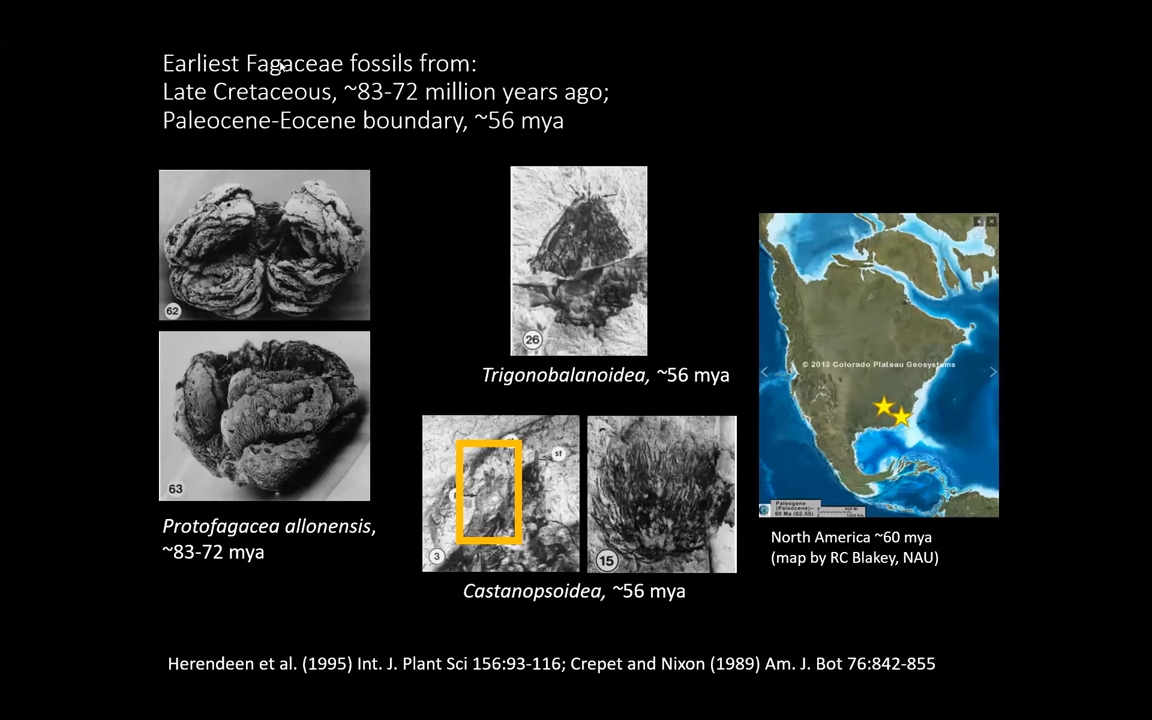 Earliest Fagaceae fossils from:
Late Cretaceous, ~83-72 million years ago;
Paleocene-Eocene boundary, ~56 mya
62
63
Protofagacea allonensis,
~83-72 mya
26
Trigonobalanoidea, ~56 mya
st
3
15
Castanopsoidea, ~56 mya
© 2013 Colorado Plateau Geosystems
Paleogene
(Paleocene)
North America ~60 mya
(map by RC Blakey, NAU)
Herendeen et al. (1995) Int. J. Plant Sci 156:93-116; Crepet and Nixon (1989) Am. J. Bot 76:842-855